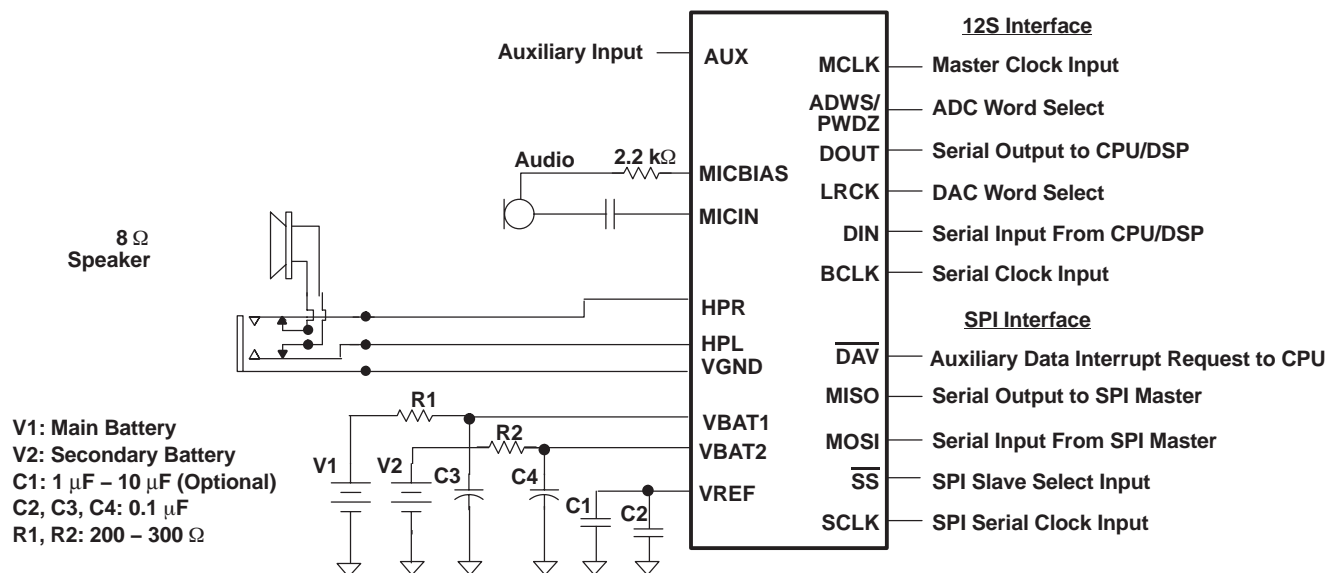 12S Interface
Auxiliary Input
AUX
MCLK
Master Clock Input
ADWS/
PWDZ
ADC Word Select
DOUT
Serial Output to CPU/DSP
Audio
2.2 kΩ
MICBIAS
LRCK
DAC Word Select
MICIN
DIN
Serial Input From CPU/DSP
8 Ω
Speaker
BCLK
Serial Clock Input
HPR
SPI Interface
HPL
VGND
DAV
Auxiliary Data Interrupt Request to CPU
MISO
Serial Output to SPI Master
R1
VBAT1
R2
VBAT2
MOSI
Serial Input From SPI Master
V1: Main Battery
V2: Secondary Battery
C1: 1 μF – 10 μF (Optional)
C2, C3, C4: 0.1 μF
R1, R2: 200 – 300 Ω
V1
V2
C3
C4
C1
C2
VREF
SS
SPI Slave Select Input
SCLK
SPI Serial Clock Input